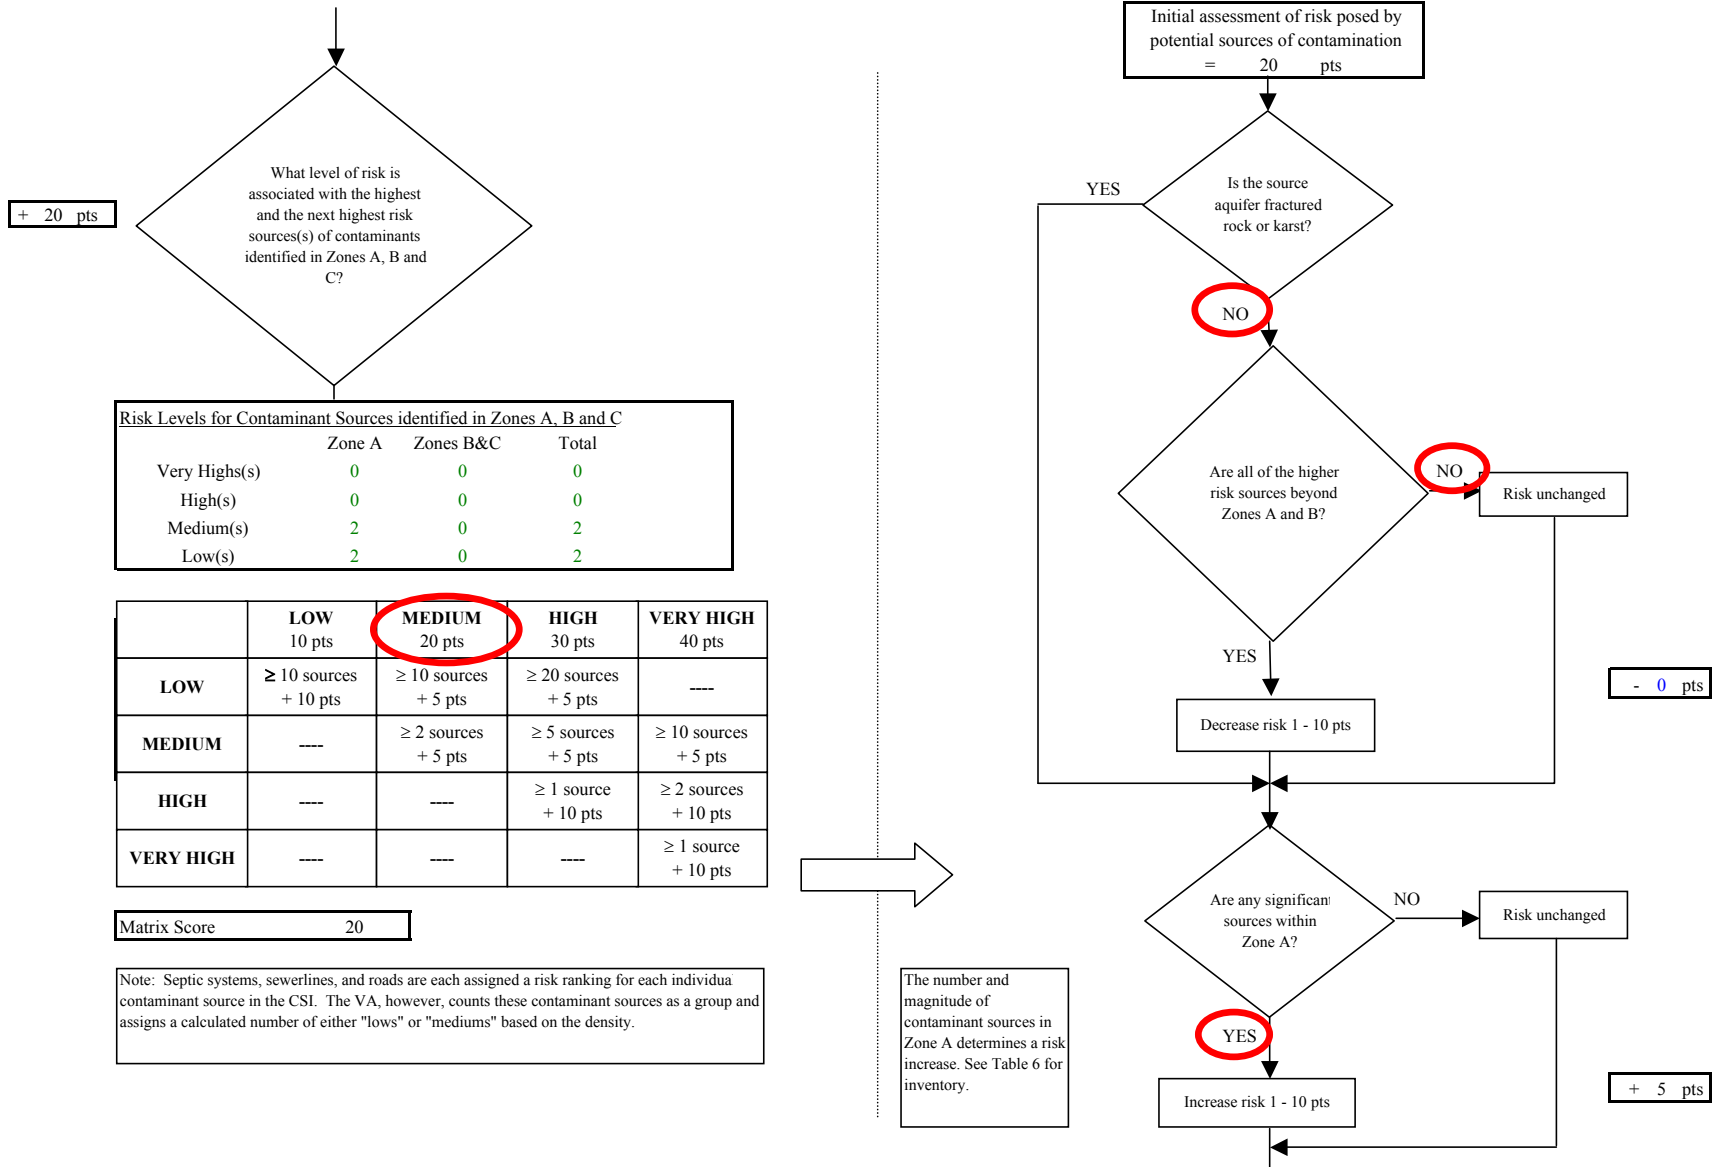 + 20 pts
What level of risk is
associated with the highest
and the next highest risk
sources(s) of contaminants
identified in Zones A, B and
C?
Risk Levels for Contaminant Sources identified in Zones A, B and C
Zone A Zones B&C Total
Very Highs(s) 0 0 0
High(s) 0 0 0
Medium(s) 2 0 2
Low(s) 2 0 2
LOW MEDIUM HIGH VERY HIGH
10 pts 20 pts 30 pts 40 pts
LOW ≥ 10 sources ≥ 10 sources ≥ 20 sources ----
+ 10 pts + 5 pts + 5 pts
MEDIUM ---- ≥ 2 sources ≥ 5 sources ≥ 10 sources
+ 5 pts + 5 pts + 5 pts
HIGH ---- ---- ≥ 1 source ≥ 2 sources
+ 10 pts + 10 pts
VERY HIGH ---- ---- ---- ≥ 1 source
+ 10 pts
Matrix Score 20
Note: Septic systems, sewerlines, and roads are each assigned a risk ranking for each individua
contaminant source in the CSI. The VA, however, counts these contaminant sources as a group and
assigns a calculated number of either "lows" or "mediums" based on the density.
Initial assessment of risk posed by
potential sources of contamination
= 20 pts
Is the source
aquifer fractured
rock or karst?
YES
NO
Are all of the higher
risk sources beyond
Zones A and B?
NO
Risk unchanged
YES
Decrease risk 1 - 10 pts
- 0 pts
Are any significant
sources within
Zone A?
NO
Risk unchanged
YES
The number and
magnitude of
contaminant sources in
Zone A determines a risk
increase. See Table 6 for
inventory.
Increase risk 1 - 10 pts
+ 5 pts